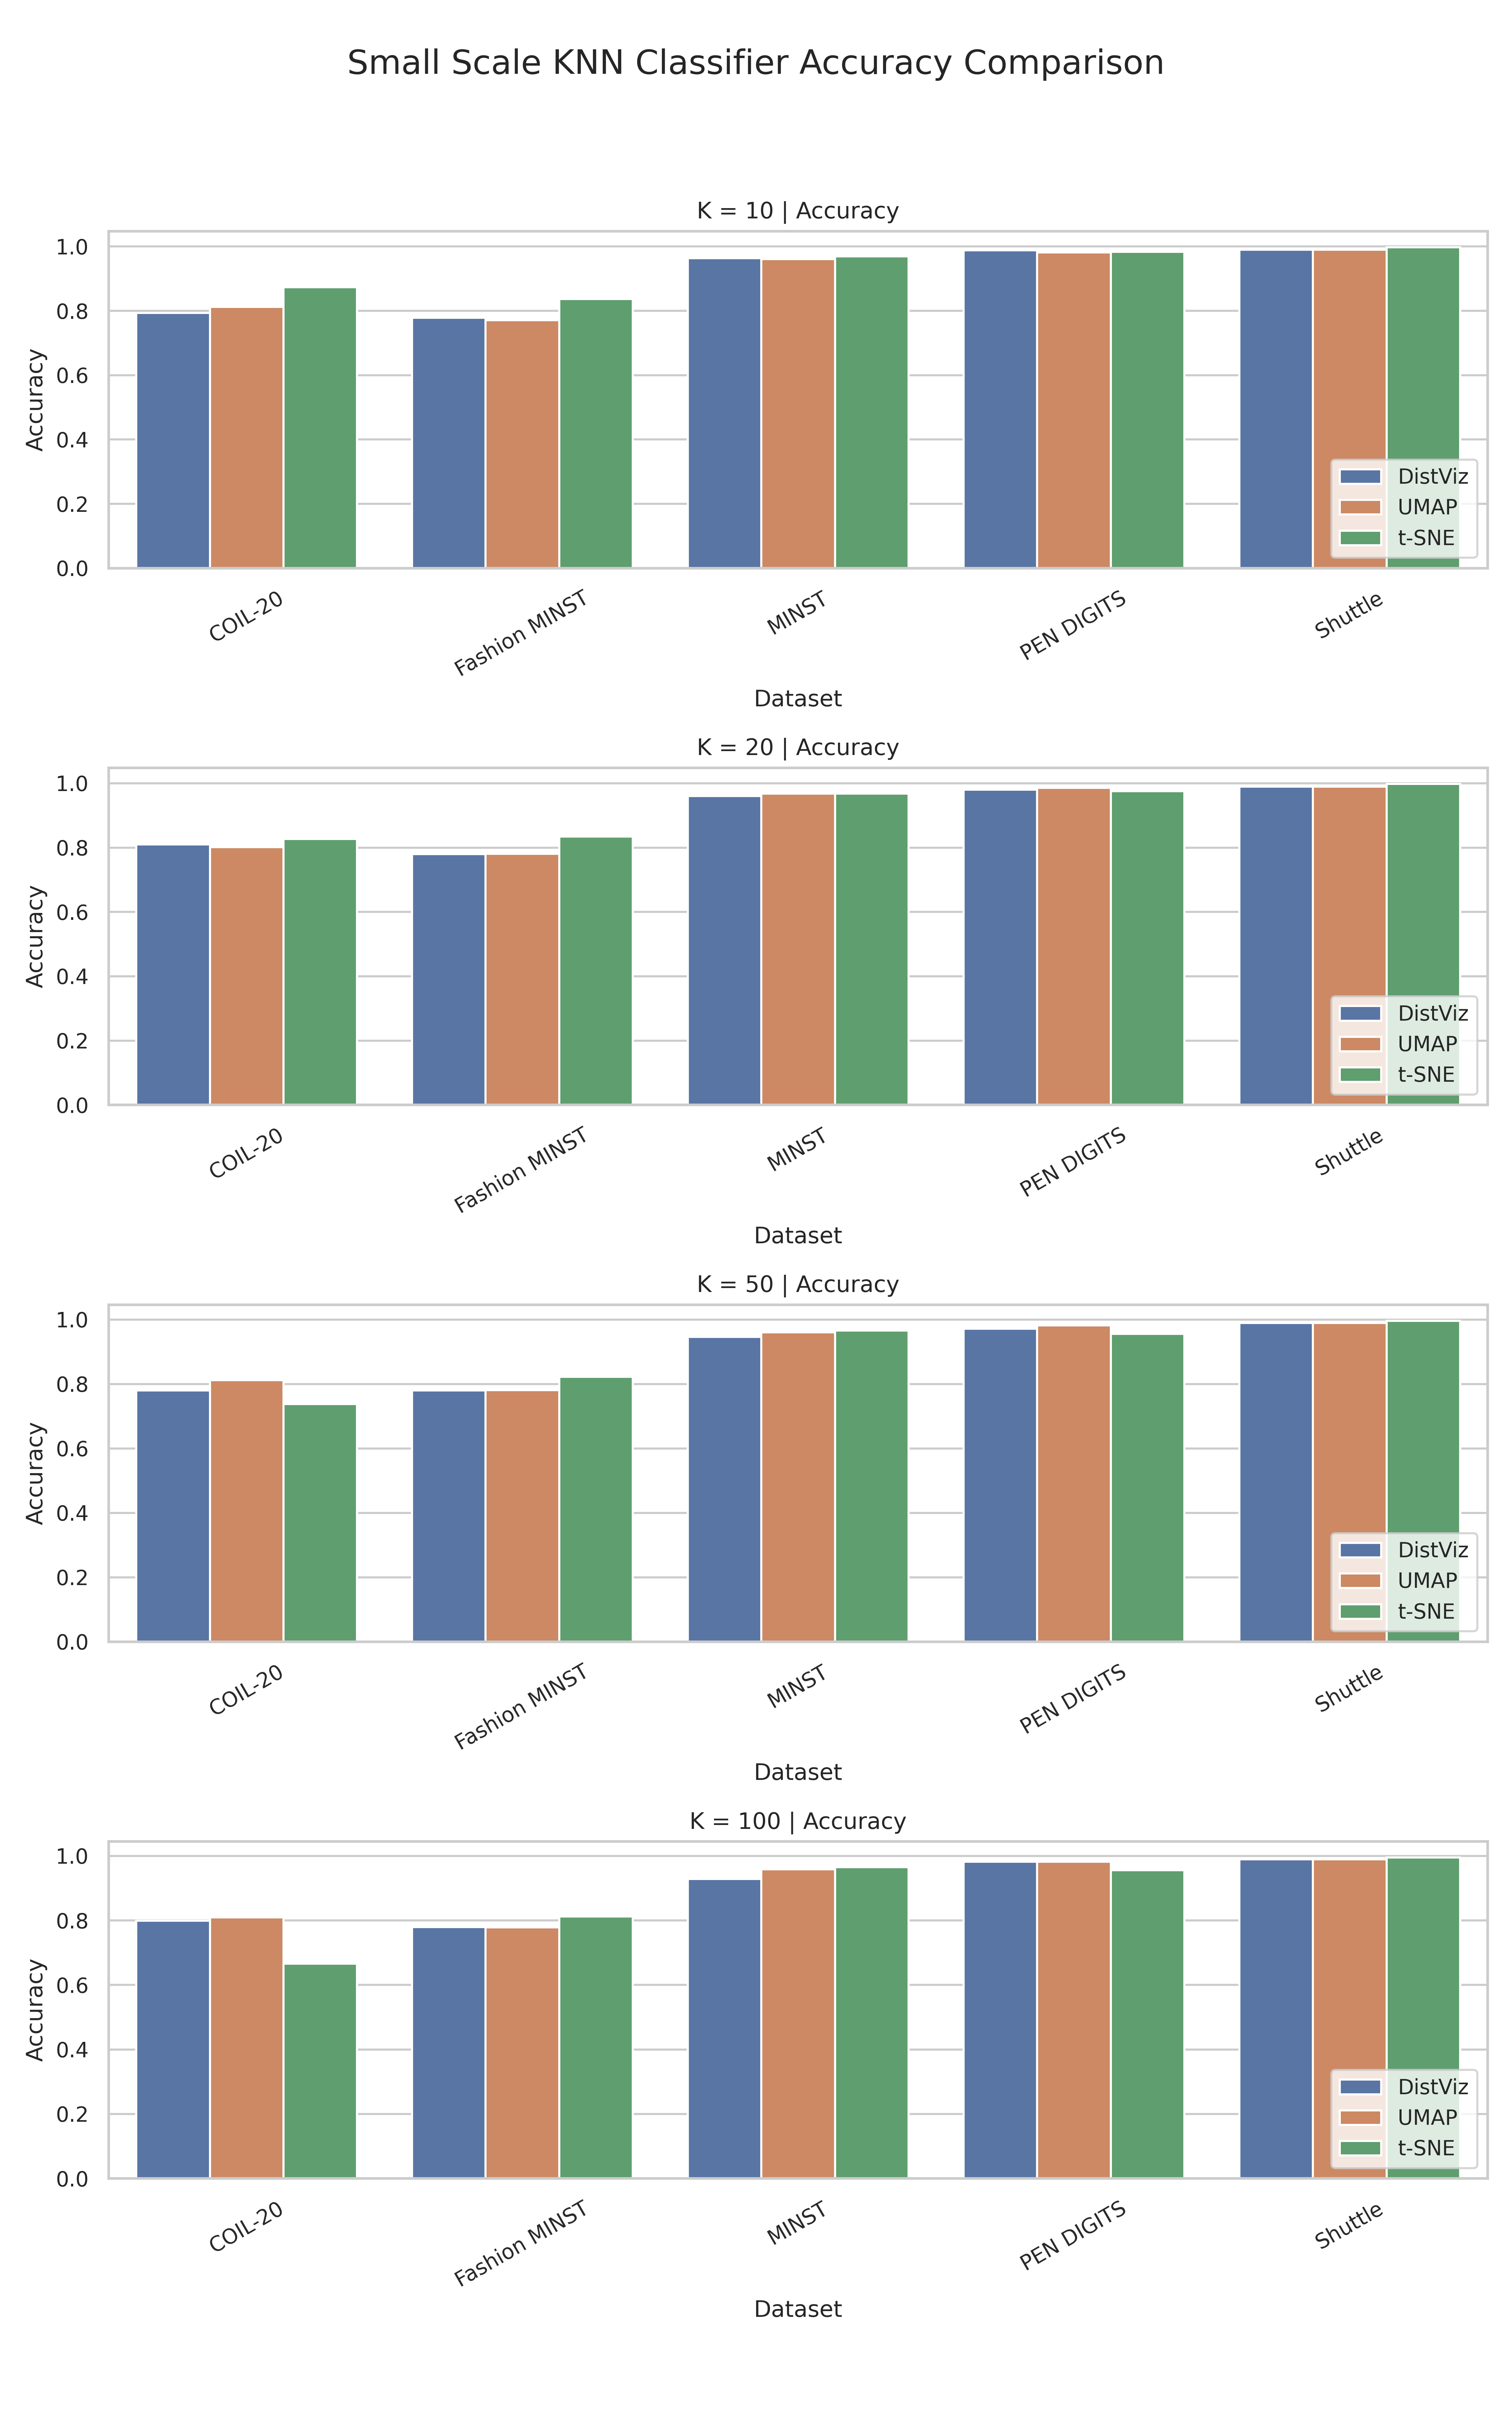 Small Scale KNN Classifier Accuracy Comparison
K = 10 | Accuracy
Accuracy
1.0
0.8
0.6
0.4
0.2
0.0
DistViz
UMAP
t-SNE
COIL-20
Fashion MINST
MINST
PEN DIGITS
Shuttle
Dataset
K = 20 | Accuracy
Accuracy
1.0
0.8
0.6
0.4
0.2
0.0
DistViz
UMAP
t-SNE
COIL-20
Fashion MINST
MINST
PEN DIGITS
Shuttle
Dataset
K = 50 | Accuracy
Accuracy
1.0
0.8
0.6
0.4
0.2
0.0
DistViz
UMAP
t-SNE
COIL-20
Fashion MINST
MINST
PEN DIGITS
Shuttle
Dataset
K = 100 | Accuracy
Accuracy
1.0
0.8
0.6
0.4
0.2
0.0
DistViz
UMAP
t-SNE
COIL-20
Fashion MINST
MINST
PEN DIGITS
Shuttle
Dataset